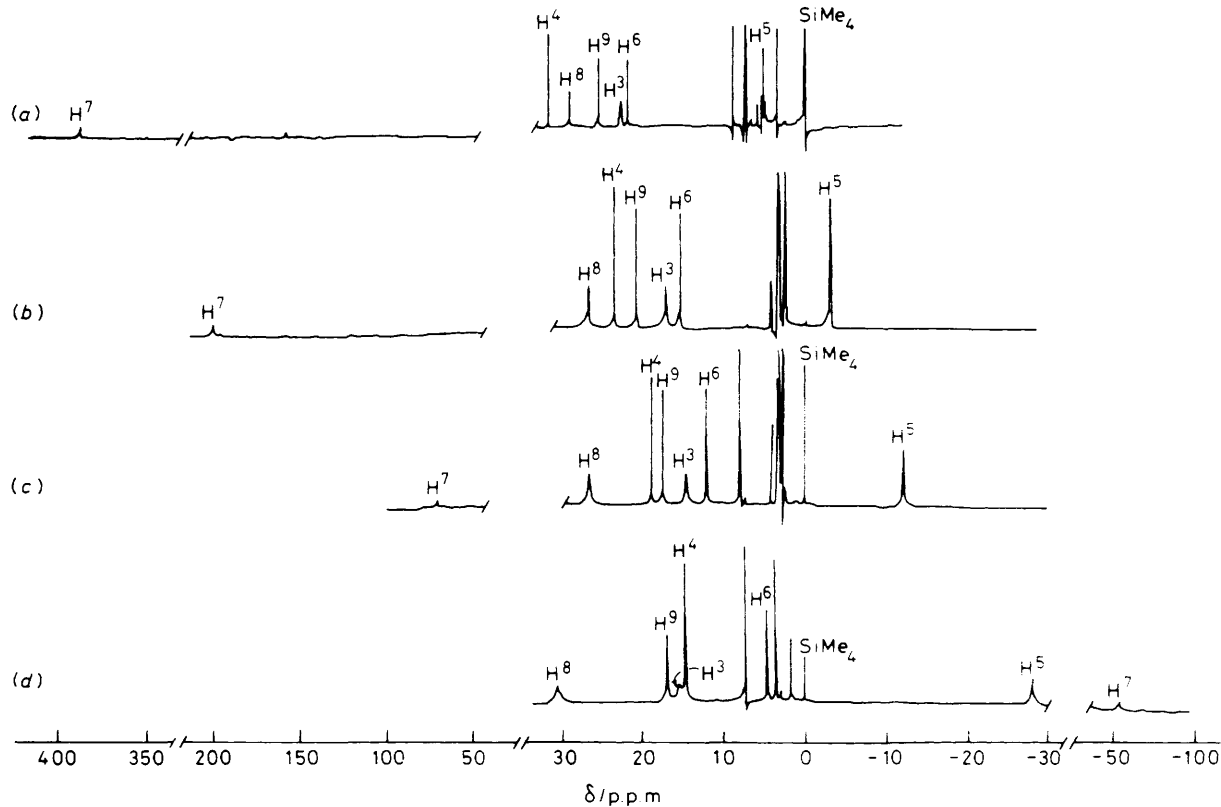 H⁴ H⁸ H⁹ H³ H⁶ H⁵ SiMe₄
(a) H⁷
H⁴ H⁹ H⁶ H⁵
H⁸ H³
(b) H⁷
SiMe₄
H⁴ H⁹ H⁶
H⁸ H³ H⁵
(c) H⁷
H⁴
H⁶
H⁹ SiMe₄
(d) H⁸ H³ H⁵ H⁷
400 300 200 100 50 30 20 10 0 -10 -20 -30 -50 -100
δ/p.p.m